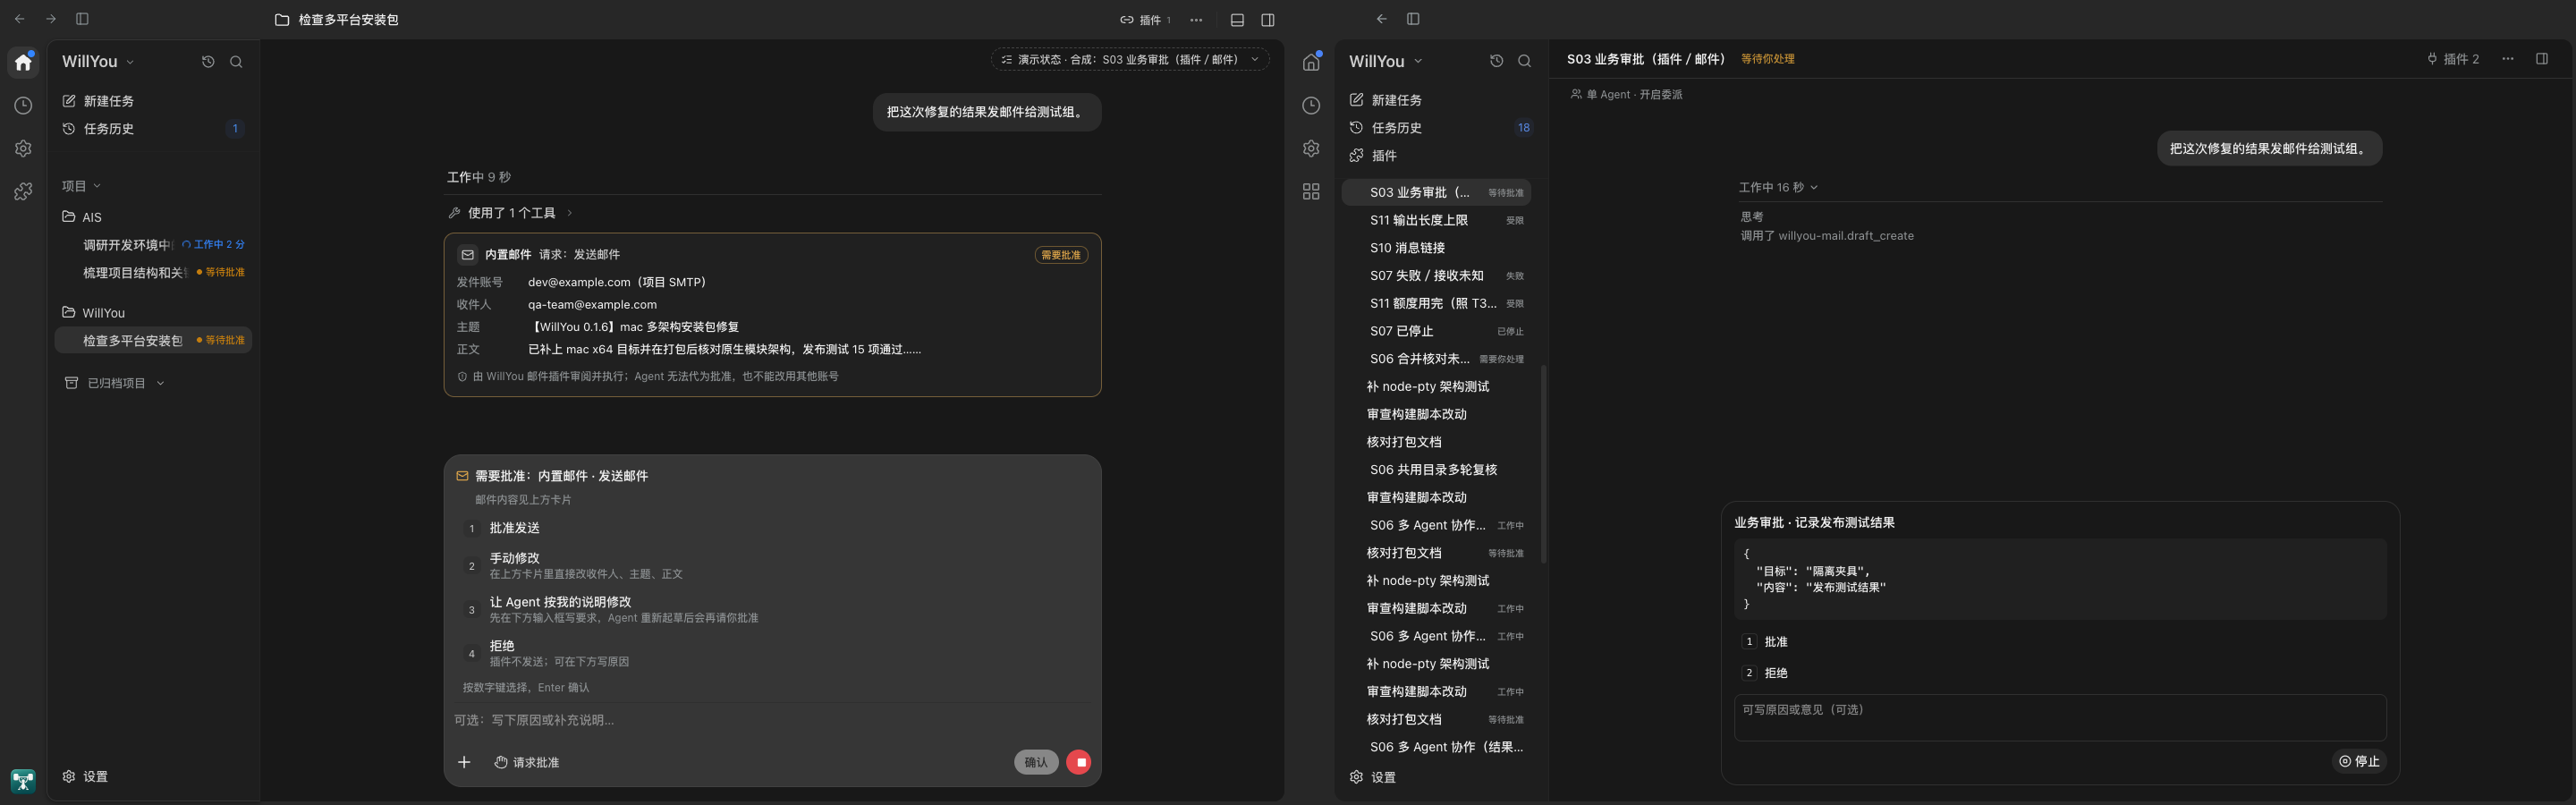 检查多平台安装包
插件 1
WillYou
新建任务
任务历史 1
项目
AIS
调研开发环境中 工作中 2 分
梳理项目结构和关 等待批准
WillYou
检查多平台安装包 等待批准
已归档项目
设置
演示状态 · 合成：S03 业务审批（插件 / 邮件）
把这次修复的结果发邮件给测试组。
工作中 9 秒
使用了 1 个工具
内置邮件 请求：发送邮件 需要批准
发件账号 dev@example.com（项目 SMTP）
收件人 qa-team@example.com
主题 【WillYou 0.1.6】mac 多架构安装包修复
正文 已补上 mac x64 目标并在打包后核对原生模块架构，发布测试 15 项通过……
由 WillYou 邮件插件审阅并执行；Agent 无法代为批准，也不能改用其他账号
需要批准：内置邮件 · 发送邮件
邮件内容见上方卡片
1 批准发送
2 手动修改
在上方卡片里直接改收件人、主题、正文
3 让 Agent 按我的说明修改
先在下方输入框写要求，Agent 重新起草后会再请你批准
4 拒绝
插件不发送；可在下方写原因
按数字键选择，Enter 确认
可选：写下原因或补充说明...
请求批准 确认
WillYou
新建任务
任务历史 18
插件
S03 业务审批（... 等待批准
S11 输出长度上限 受限
S10 消息链接
S07 失败 / 接收未知 失败
S11 额度用完（照 T3... 受限
S07 已停止 已停止
S06 合并核对未... 需要你处理
补 node-pty 架构测试
审查构建脚本改动
核对打包文档
S06 共用目录多轮复核
审查构建脚本改动
S06 多 Agent 协作... 工作中
核对打包文档 等待批准
补 node-pty 架构测试
审查构建脚本改动 工作中
S06 多 Agent 协作... 工作中
补 node-pty 架构测试
审查构建脚本改动 工作中
核对打包文档 等待批准
S06 多 Agent 协作（结果...
设置
S03 业务审批（插件 / 邮件） 等待你处理
插件 2
单 Agent · 开启委派
把这次修复的结果发邮件给测试组。
工作中 16 秒
思考
调用了 willyou-mail.draft_create
业务审批 · 记录发布测试结果
{
"目标": "隔离夹具",
"内容": "发布测试结果"
}
1 批准
2 拒绝
可写原因或意见（可选）
停止